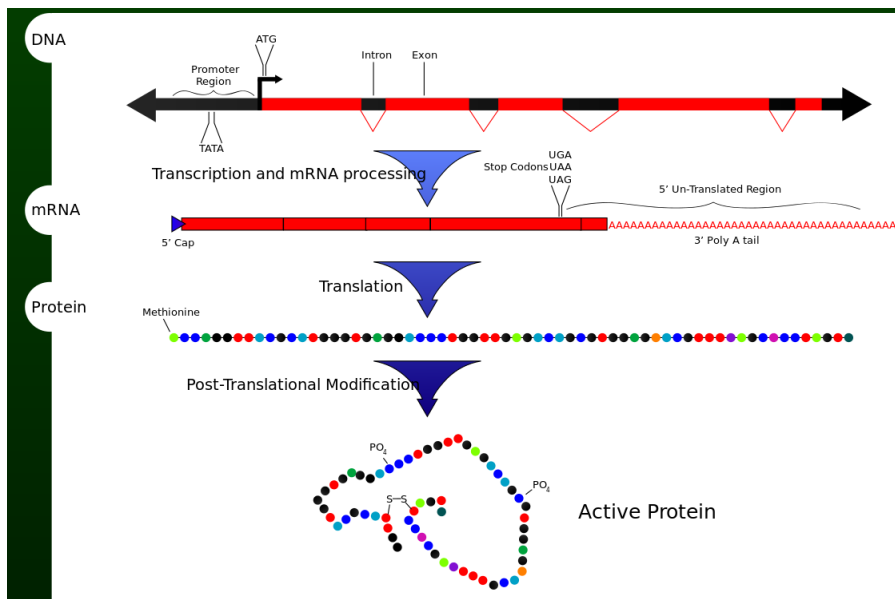 DNA
ATG
Promoter
Region
Intron
Exon
TATA
Transcription and mRNA processing
Stop Codons
UGA
UAA
UAG
5' Un-Translated Region
mRNA
AAAAAAAAAAAAAAAAAAAAAAAAAAAAAAAAAA
5' Cap
3' Poly A tail
Translation
Protein
Methionine
Post-Translational Modification
PO4
S-S
PO4
Active Protein